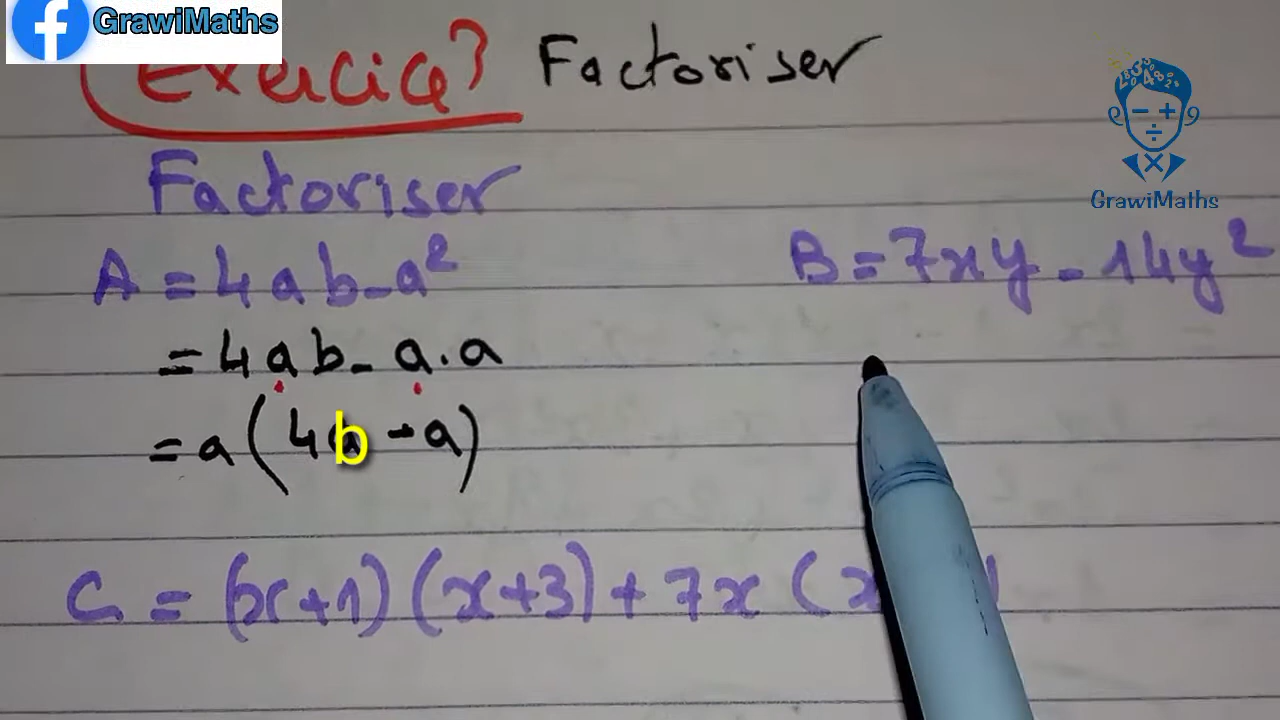 GrawiMaths
Exercice? Factoriser
Factoriser
A = 4ab - a²
B = 7xy - 14y²
= 4ab - a.a
= a(4b - a)
C = (x+1)(x+3) + 7x(x
GrawiMaths